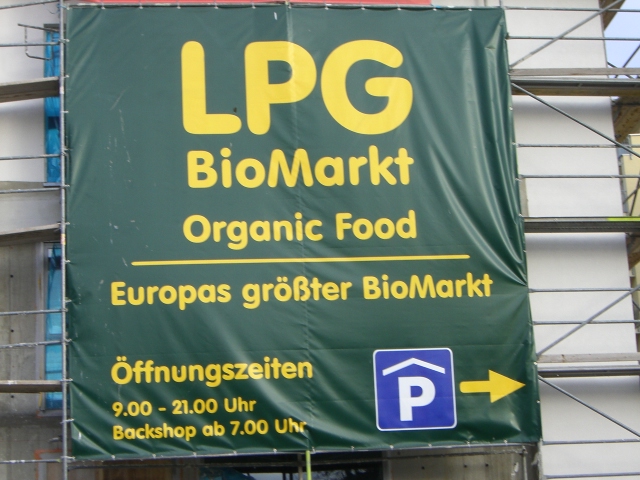 LPG
BioMarkt
Organic Food
Europas größter BioMarkt
Öffnungszeiten
9.00 - 21.00 Uhr
Backshop ab 7.00 Uhr
P